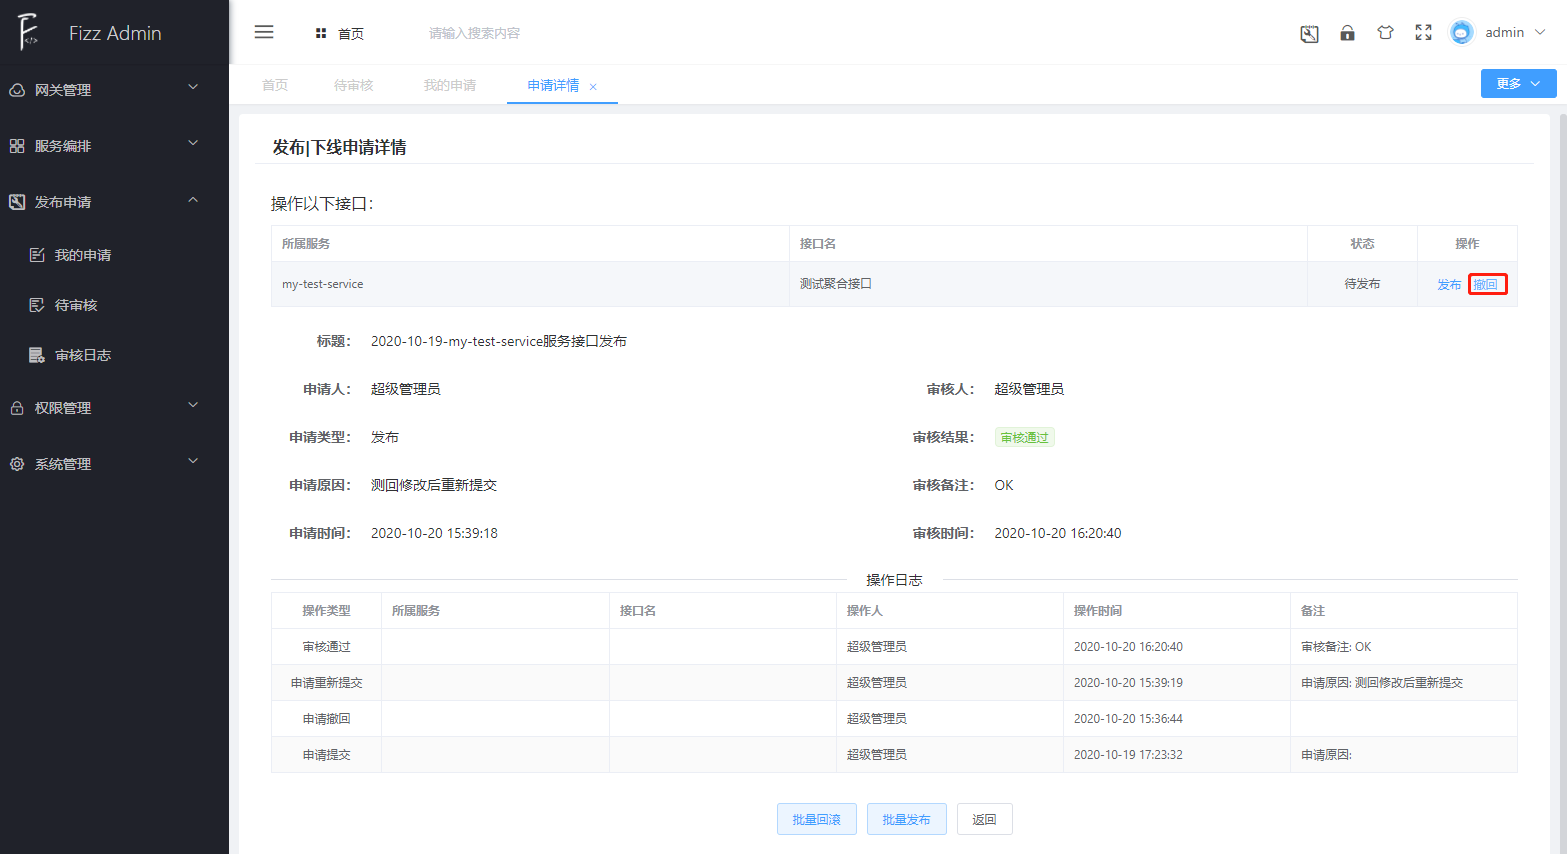 Fizz Admin
首页
请输入搜索内容
admin
网关管理
服务编排
发布申请
我的申请
待审核
审核日志
权限管理
系统管理
首页 待审核 我的申请 申请详情 ×
更多
发布|下线申请详情
操作以下接口：
所属服务 接口名 状态 操作
my-test-service 测试聚合接口 待发布 发布 撤回
标题： 2020-10-19-my-test-service服务接口发布
申请人： 超级管理员 审核人： 超级管理员
申请类型： 发布 审核结果： 审核通过
申请原因： 测回修改后重新提交 审核备注： OK
申请时间： 2020-10-20 15:39:18 审核时间： 2020-10-20 16:20:40
操作日志
操作类型 所属服务 接口名 操作人 操作时间 备注
审核通过 超级管理员 2020-10-20 16:20:40 审核备注: OK
申请重新提交 超级管理员 2020-10-20 15:39:19 申请原因: 测回修改后重新提交
申请撤回 超级管理员 2020-10-20 15:36:44
申请提交 超级管理员 2020-10-19 17:23:32 申请原因:
批量回滚 批量发布 返回